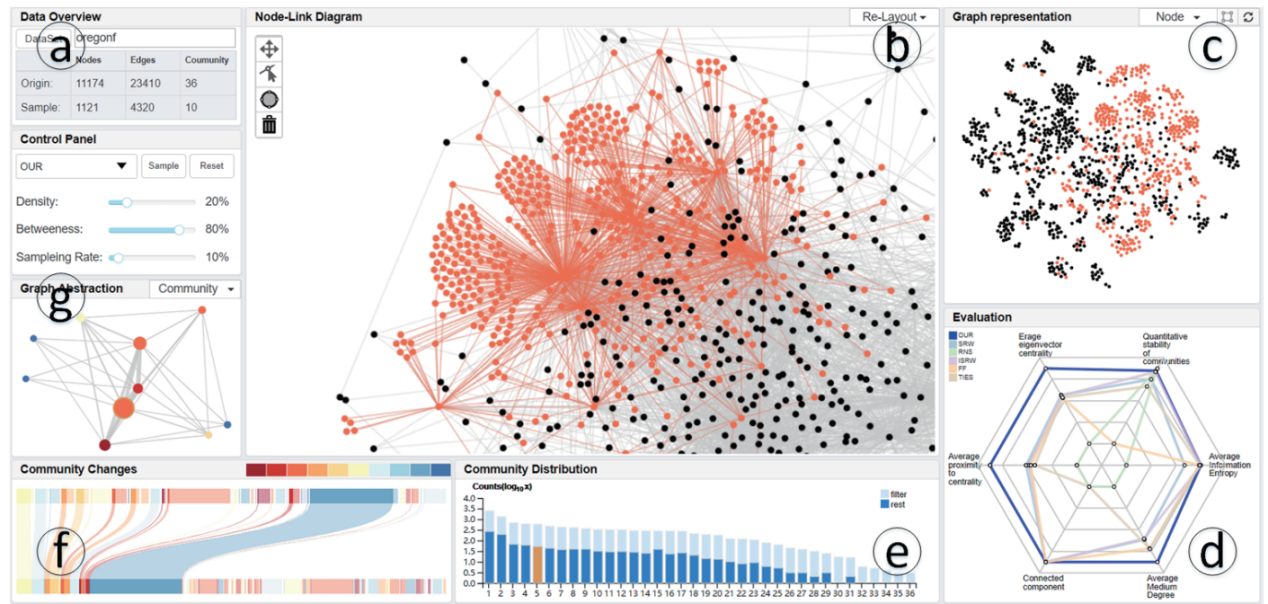 Data Overview
DataSet
oregonf
Nodes Edges Coumunity
Origin: 11174 23410 36
Sample: 1121 4320 10
a
Control Panel
OUR
Sample
Reset
Density: 20%
Betweeness: 80%
Sampleing Rate: 10%
Graph Abstraction
Community
g
Node-Link Diagram
Re-Layout
b
Graph representation
Node
c
Evaluation
OUR
SRW
RNS
ISRW
FF
TIES
Erage
eigenvector
centrality
Quantitative
stability
of
communities
Average
proximit
to
centrality
Average
Information
Entropy
Connected
component
Average
Medium
Degree
d
Community Changes
f
Community Distribution
Counts(log₁₀x)
filter
rest
4.0
3.5
3.0
2.5
2.0
1.5
1.0
0.5
0.0
1 2 3 4 5 6 7 8 9 10 11 12 13 14 15 16 17 18 19 20 21 22 23 24 25 26 27 28 29 30 31 32 33 34 35 36
e